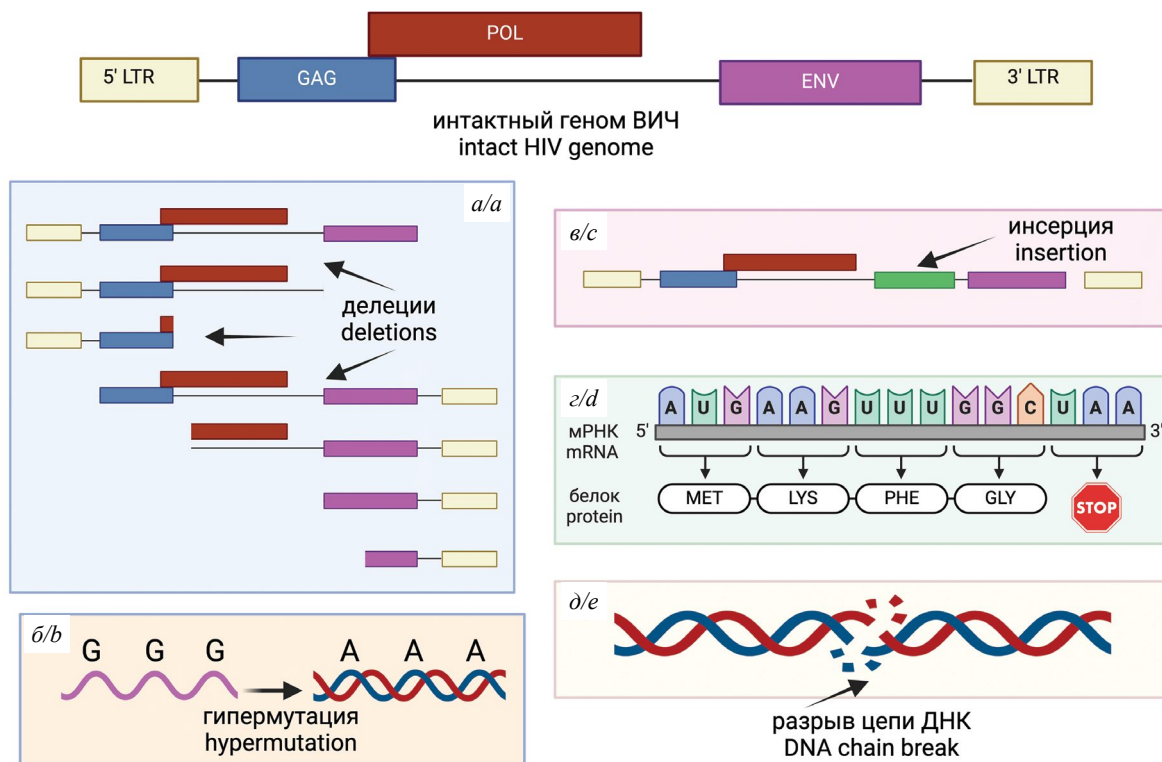 POL
5' LTR GAG ENV 3' LTR
интактный геном ВИЧ
intact HIV genome
а/a
делеции
deletions
б/b
G G G A A A
гипермутация
hypermutation
в/c
инсерция
insertion
г/d
A U G A A G U U U G G C U A A
5' 3'
мРНК
mRNA
белок
protein
MET LYS PHE GLY STOP
д/e
разрыв цепи ДНК
DNA chain break